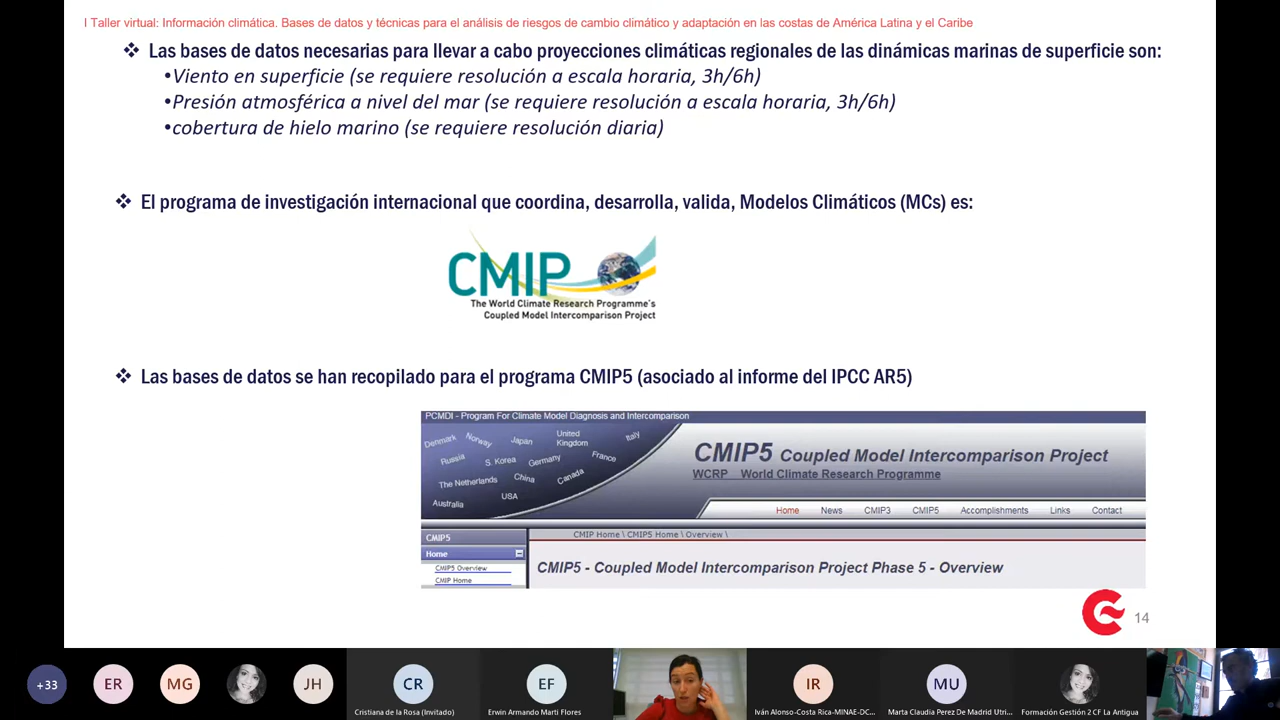 I Taller virtual: Información climática. Bases de datos y técnicas para el análisis de riesgos de cambio climático y adaptación en las costas de América Latina y el Caribe
❖ Las bases de datos necesarias para llevar a cabo proyecciones climáticas regionales de las dinámicas marinas de superficie son:
•Viento en superficie (se requiere resolución a escala horaria, 3h/6h)
•Presión atmosférica a nivel del mar (se requiere resolución a escala horaria, 3h/6h)
•cobertura de hielo marino (se requiere resolución diaria)
❖ El programa de investigación internacional que coordina, desarrolla, valida, Modelos Climáticos (MCs) es:
CMIP
The World Climate Research Programme's
Coupled Model Intercomparison Project
❖ Las bases de datos se han recopilado para el programa CMIP5 (asociado al informe del IPCC AR5)
PCMDI - Program For Climate Model Diagnosis and Intercomparison
Denmark Norway Japan United Kingdom Italy
Russia S. Korea Germany France
The Netherlands China Canada
Australia USA
CMIP5 Coupled Model Intercomparison Project
WCRP World Climate Research Programme
Home News CMIP3 CMIP5 Accomplishments Links Contact
CMIP5
CMIP Home \ CMIP5 Home \ Overview \
Home
CMIP5 Overview
CMIP Home
CMIP5 - Coupled Model Intercomparison Project Phase 5 - Overview
14
+33 ER MG JH CR EF IR MU
Cristiana de la Rosa (Invitado)
Erwin Armando Marti Flores
Iván Alonso-Costa Rica-MINAE-DC...
Marta Claudia Perez De Madrid Utri...
Formación Gestión 2 CF La Antigua